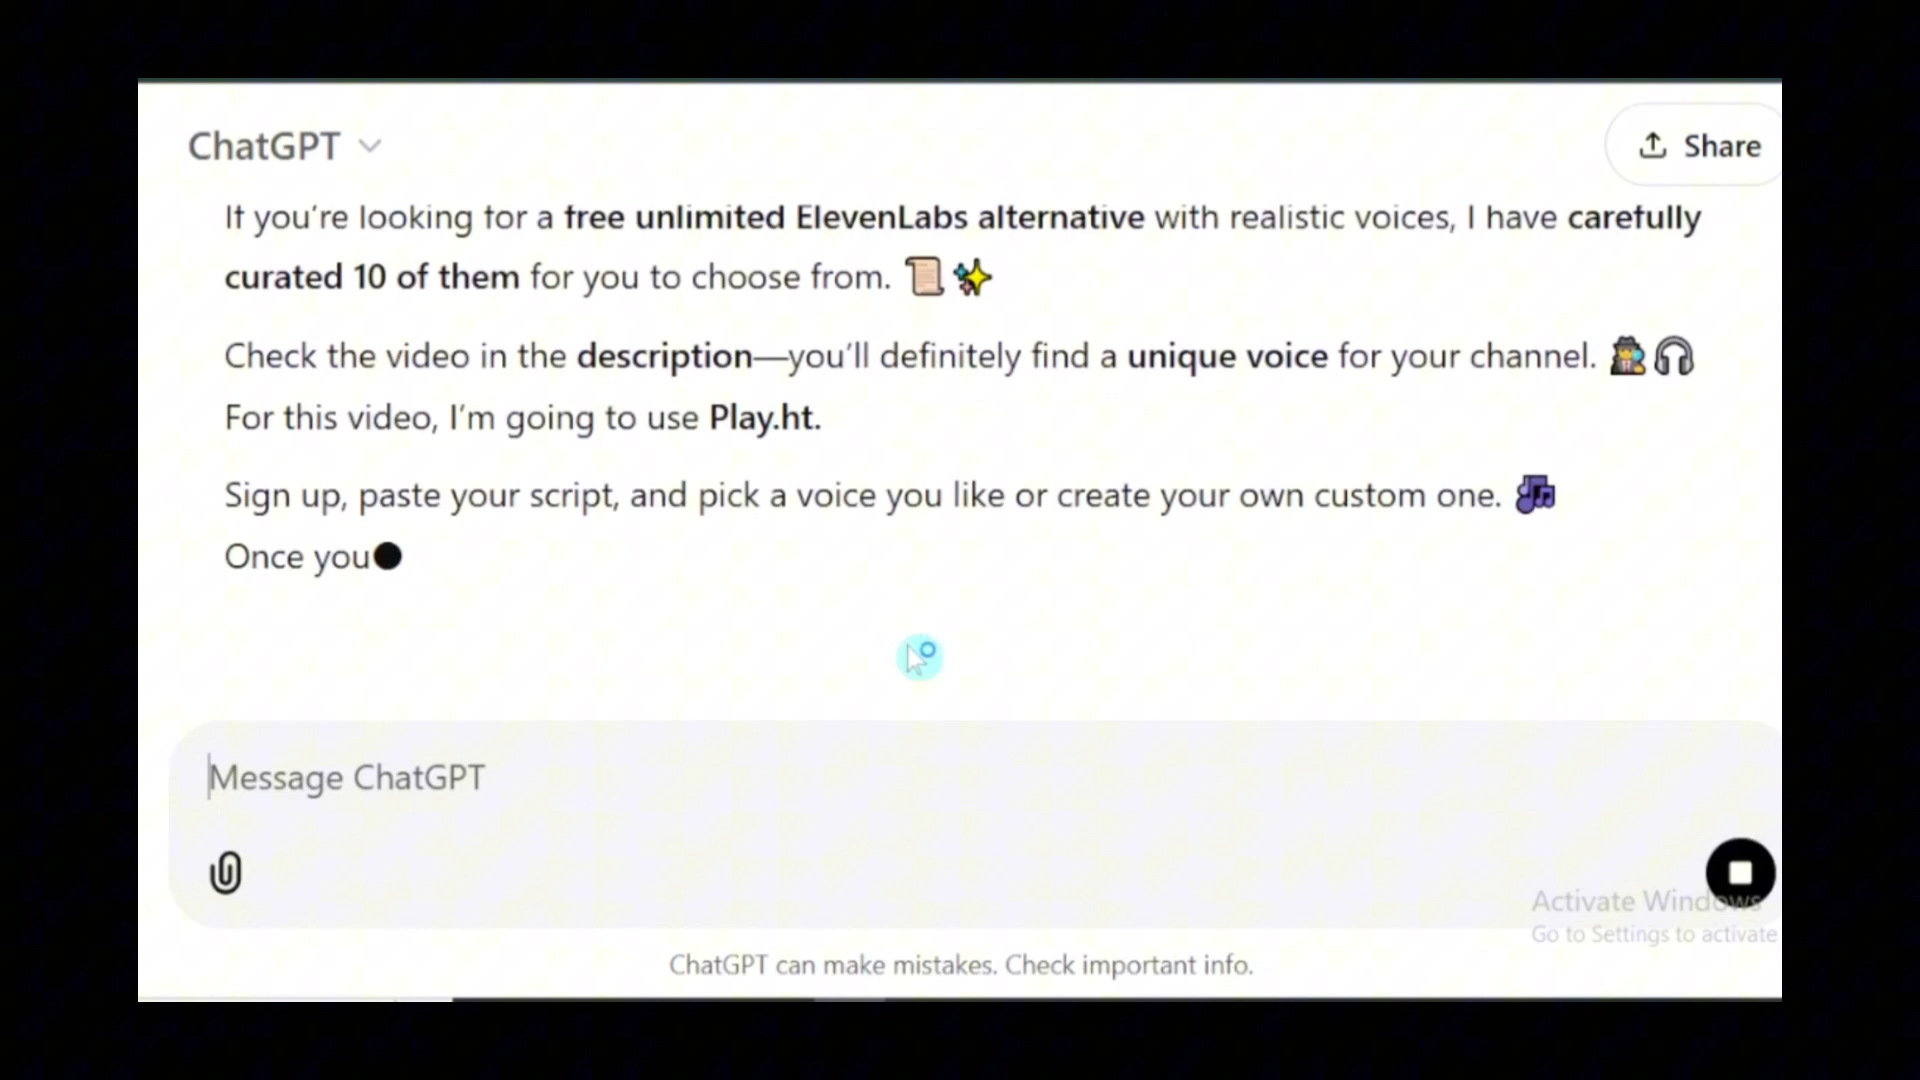 ChatGPT
Share
If you're looking for a free unlimited ElevenLabs alternative with realistic voices, I have carefully
curated 10 of them for you to choose from. 📜✨
Check the video in the description—you'll definitely find a unique voice for your channel. 🕵️🎧
For this video, I'm going to use Play.ht.
Sign up, paste your script, and pick a voice you like or create your own custom one. 🎶
Once you
Message ChatGPT
Activate Windows
Go to Settings to activate
ChatGPT can make mistakes. Check important info.